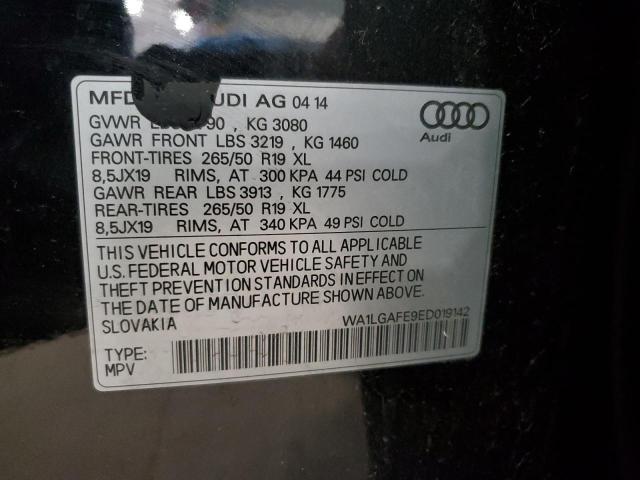 MFD UDI AG 04 14
Audi
GVWR 90 , KG 3080
GAWR FRONT LBS 3219 , KG 1460
FRONT-TIRES 265/50 R19 XL
8,5JX19 RIMS, AT 300 KPA 44 PSI COLD
GAWR REAR LBS 3913 , KG 1775
REAR-TIRES 265/50 R19 XL
8,5JX19 RIMS, AT 340 KPA 49 PSI COLD
THIS VEHICLE CONFORMS TO ALL APPLICABLE
U.S. FEDERAL MOTOR VEHICLE SAFETY AND
THEFT PREVENTION STANDARDS IN EFFECT ON
THE DATE OF MANUFACTURE SHOWN ABOVE.
SLOVAKIA
WA1LGAFE9ED019142
TYPE:
MPV